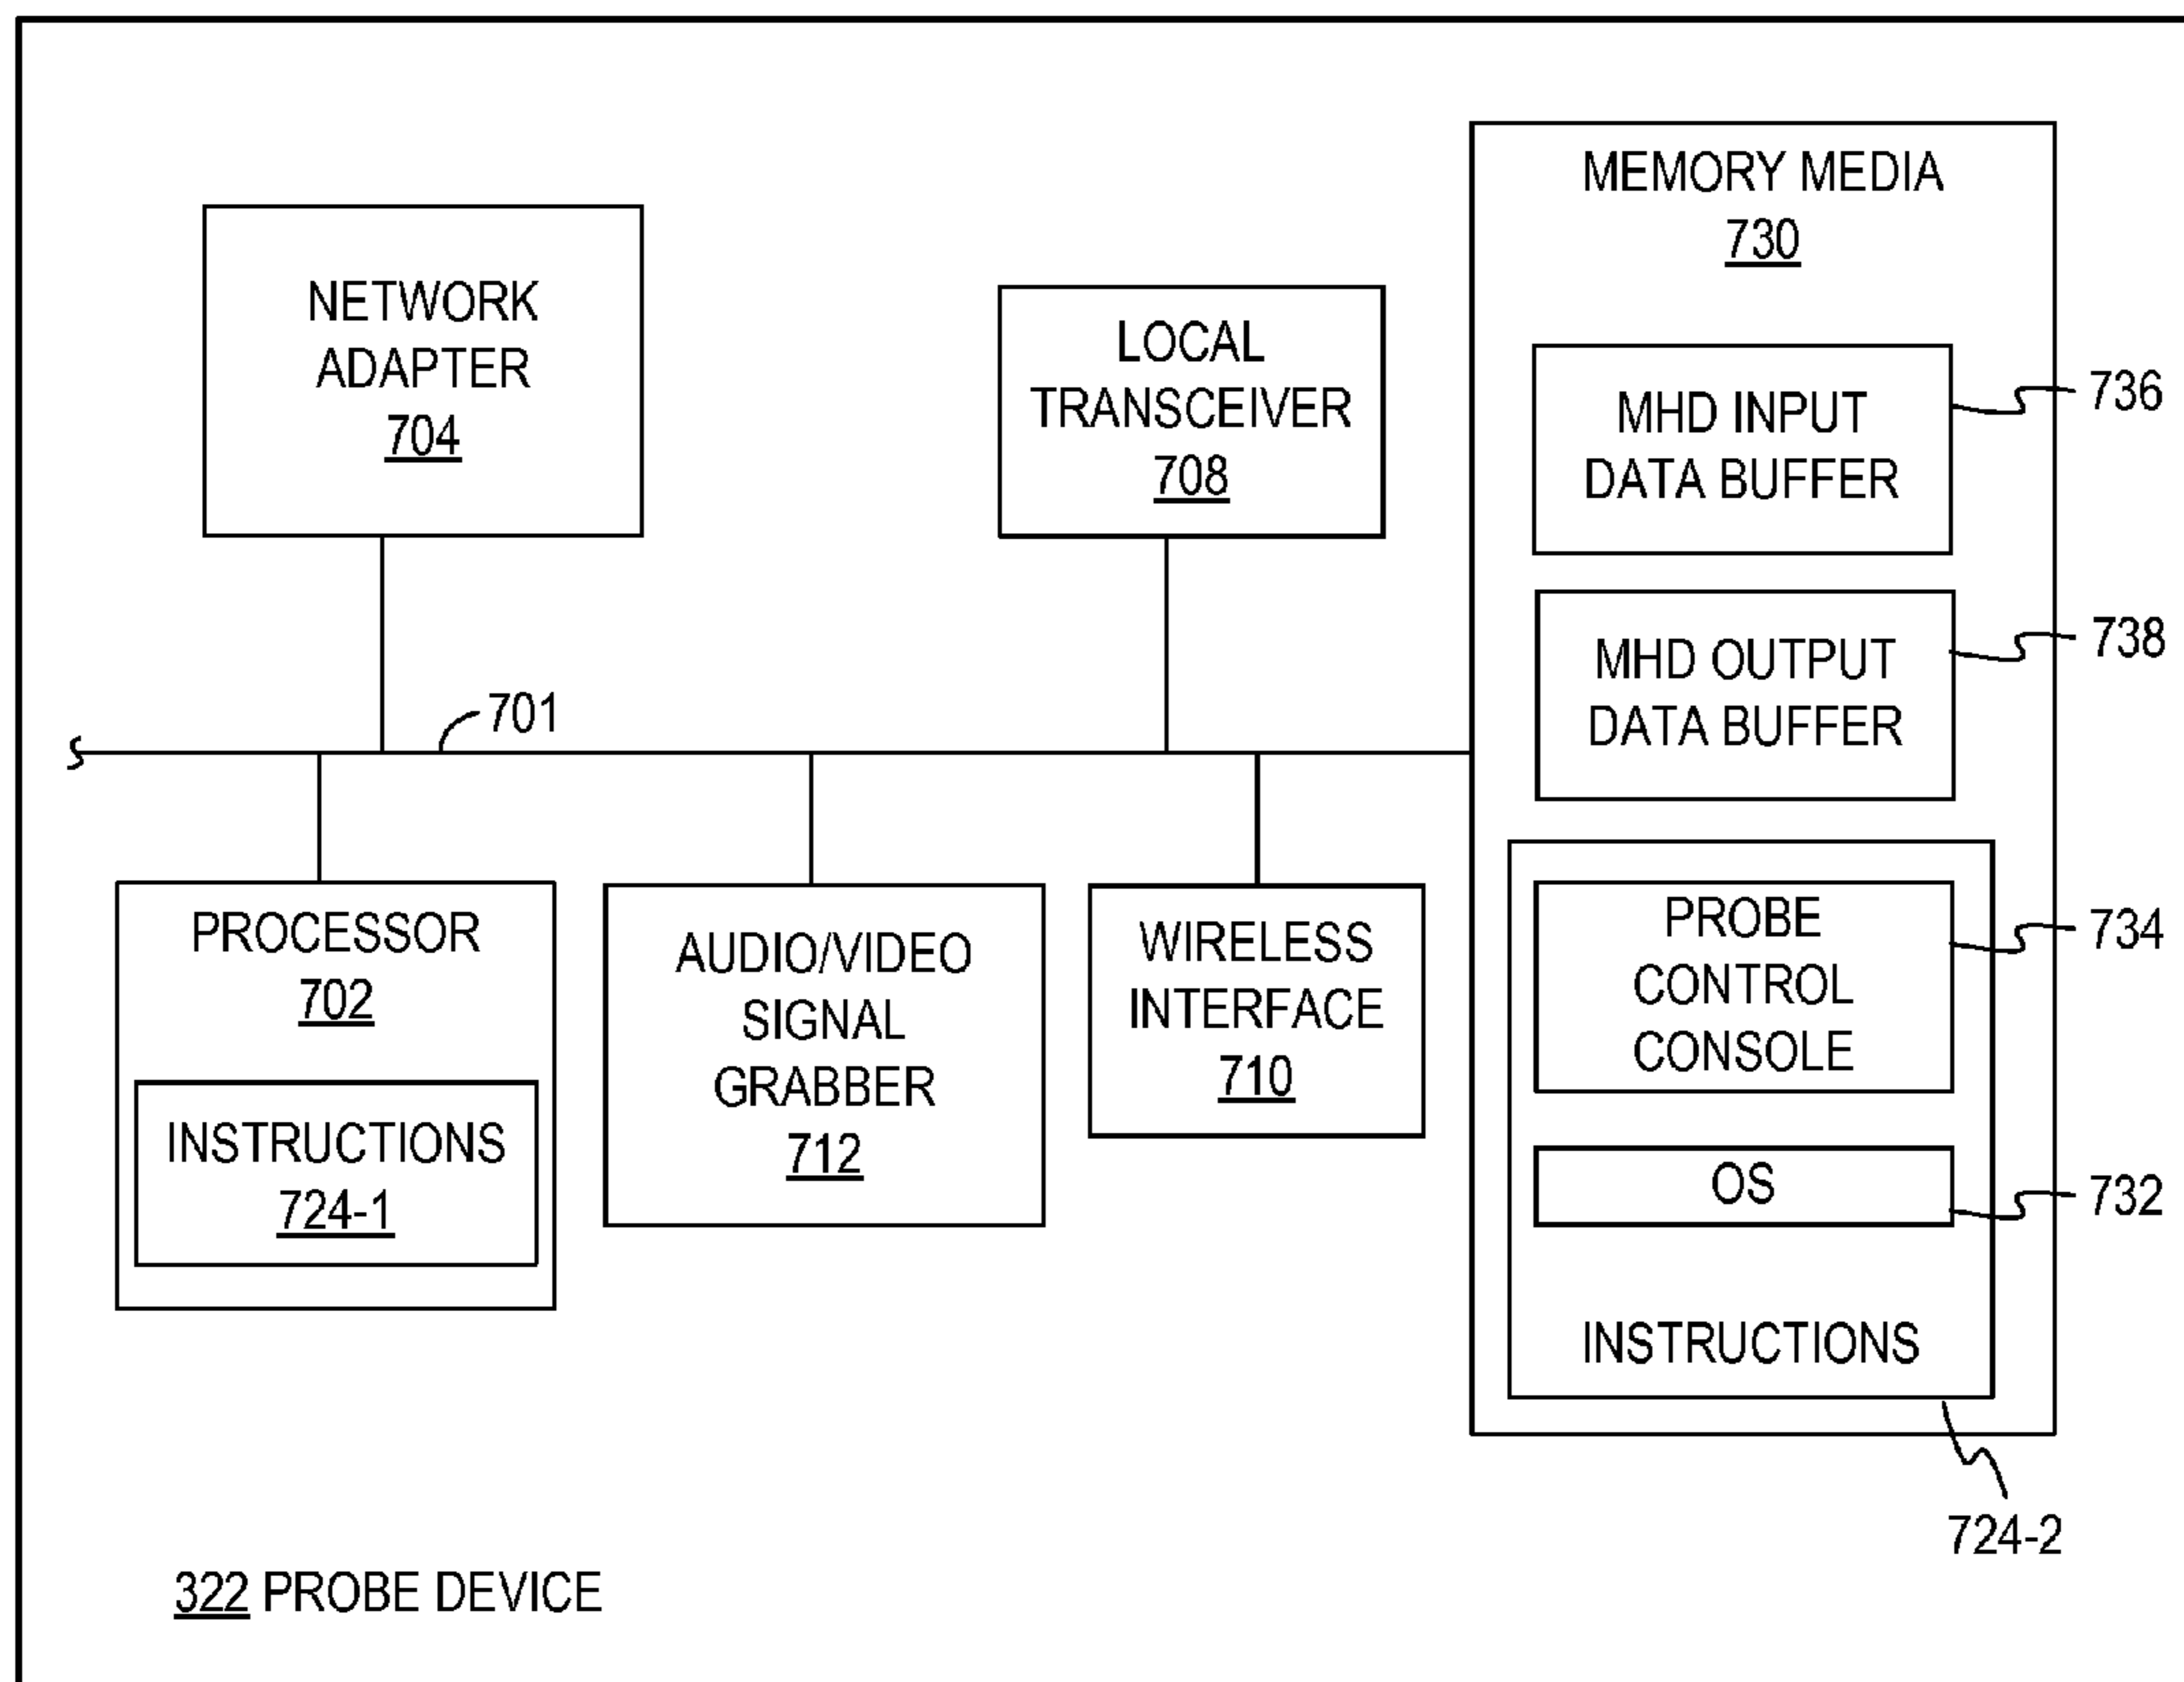 NETWORK
ADAPTER
704
LOCAL
TRANSCEIVER
708
MEMORY MEDIA
730
MHD INPUT
DATA BUFFER
736
MHD OUTPUT
DATA BUFFER
738
701
PROCESSOR
702
INSTRUCTIONS
724-1
AUDIO/VIDEO
SIGNAL
GRABBER
712
WIRELESS
INTERFACE
710
PROBE
CONTROL
CONSOLE
734
OS
732
INSTRUCTIONS
724-2
322 PROBE DEVICE